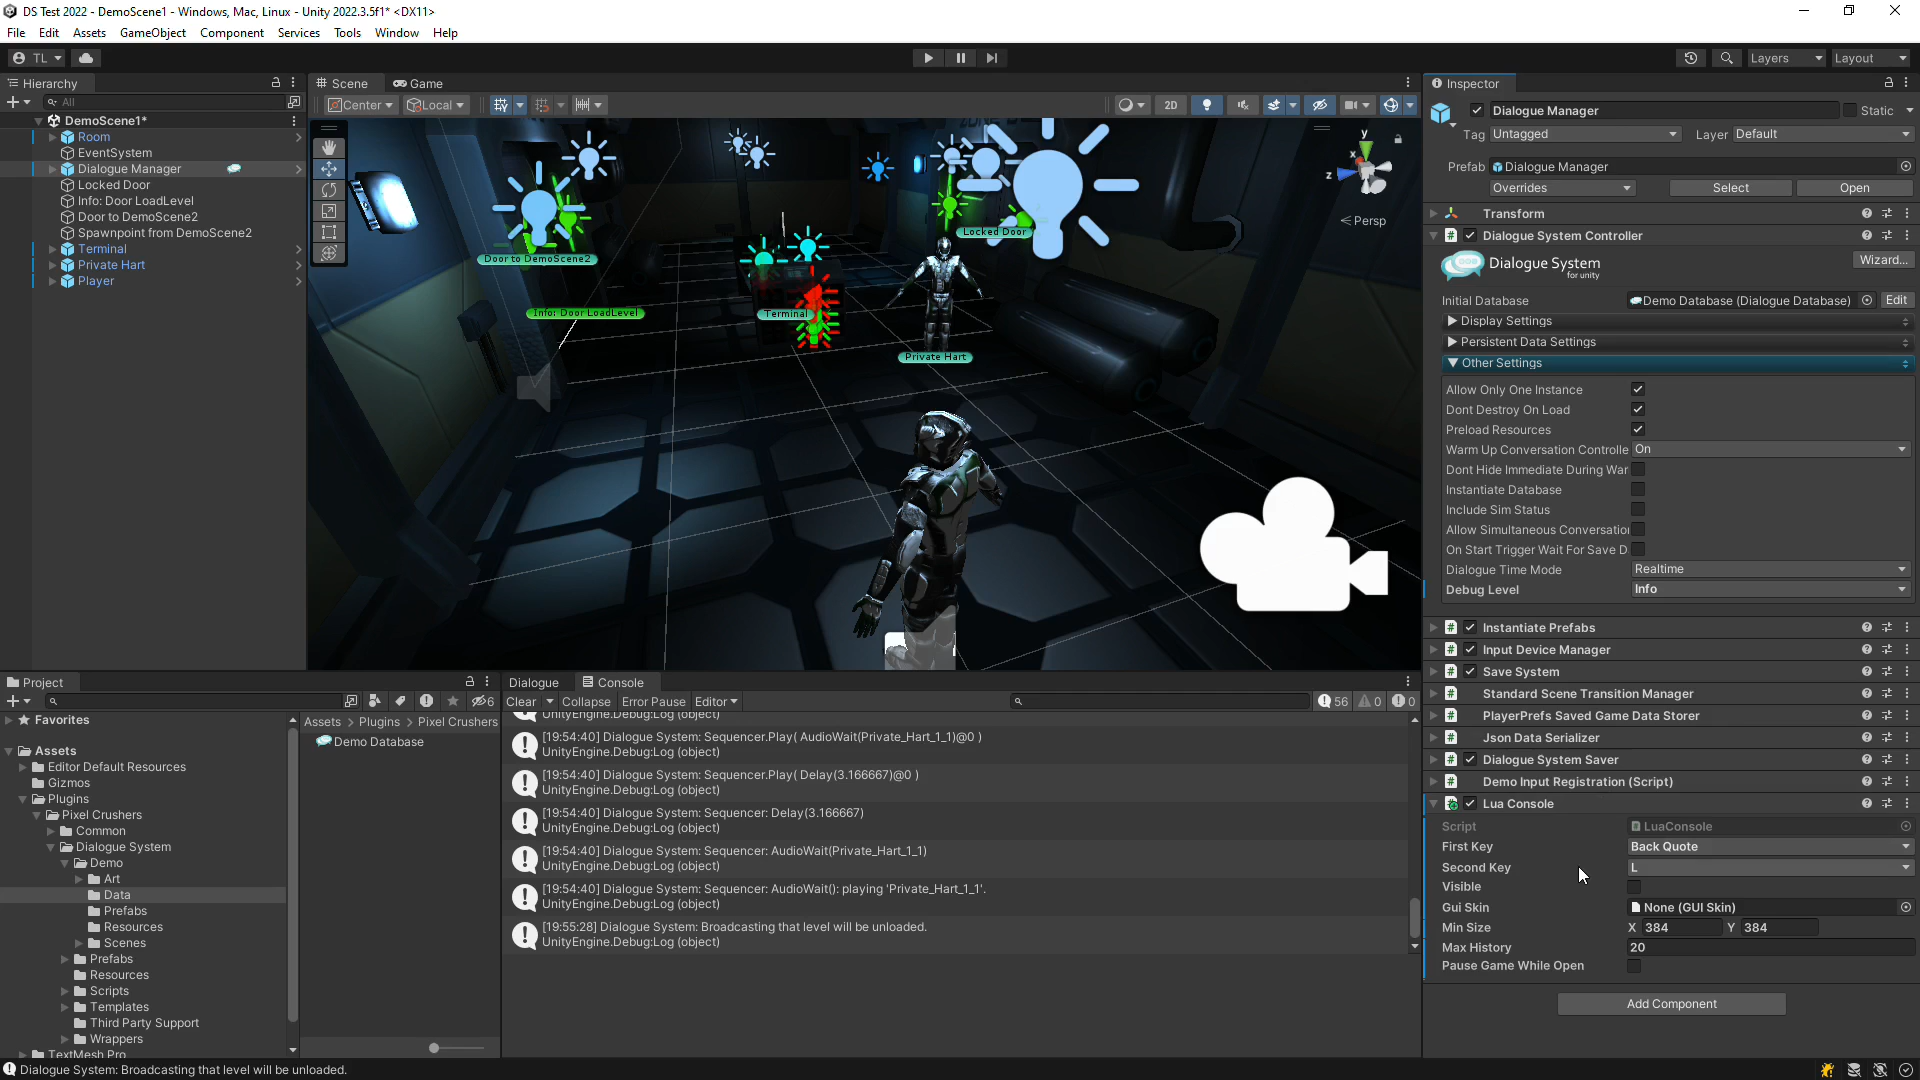 DS Test 2022 - DemoScene1 - Windows, Mac, Linux - Unity 2022.3.5f1* <DX11>
File Edit Assets GameObject Component Services Tools Window Help
TL
Layers
Layout
Hierarchy
All
DemoScene1*
Room
EventSystem
Dialogue Manager
Locked Door
Info: Door LoadLevel
Door to DemoScene2
Spawnpoint from DemoScene2
Terminal
Private Hart
Player
Scene
Game
Center
Local
2D
y
x
z
Persp
Door to DemoScene2
Locked Door
Info: Door LoadLevel
Terminal
Private Hart
Inspector
Dialogue Manager
Static
Tag Untagged
Layer Default
Prefab Dialogue Manager
Overrides
Select
Open
Transform
Dialogue System Controller
Dialogue System
for unity
Wizard...
Initial Database
Demo Database (Dialogue Database)
Edit
Display Settings
Persistent Data Settings
Other Settings
Allow Only One Instance
Dont Destroy On Load
Preload Resources
Warm Up Conversation Controlle On
Dont Hide Immediate During War
Instantiate Database
Include Sim Status
Allow Simultaneous Conversatio
On Start Trigger Wait For Save D
Dialogue Time Mode Realtime
Debug Level Info
Instantiate Prefabs
Input Device Manager
Save System
Standard Scene Transition Manager
PlayerPrefs Saved Game Data Storer
Json Data Serializer
Dialogue System Saver
Demo Input Registration (Script)
Lua Console
Script LuaConsole
First Key Back Quote
Second Key L
Visible
Gui Skin None (GUI Skin)
Min Size X 384 Y 384
Max History 20
Pause Game While Open
Add Component
Project
6
Favorites
Assets
Editor Default Resources
Gizmos
Plugins
Pixel Crushers
Common
Dialogue System
Demo
Art
Data
Prefabs
Resources
Scenes
Prefabs
Resources
Scripts
Templates
Third Party Support
Wrappers
TextMesh Pro
Assets > Plugins > Pixel Crushers
Demo Database
Dialogue
Console
Clear Collapse Error Pause Editor
56 0 0
UnityEngine.Debug:Log (object)
[19:54:40] Dialogue System: Sequencer.Play( AudioWait(Private_Hart_1_1)@0 )
UnityEngine.Debug:Log (object)
[19:54:40] Dialogue System: Sequencer.Play( Delay(3.166667)@0 )
UnityEngine.Debug:Log (object)
[19:54:40] Dialogue System: Sequencer: Delay(3.166667)
UnityEngine.Debug:Log (object)
[19:54:40] Dialogue System: Sequencer: AudioWait(Private_Hart_1_1)
UnityEngine.Debug:Log (object)
[19:54:40] Dialogue System: Sequencer: AudioWait(): playing 'Private_Hart_1_1'.
UnityEngine.Debug:Log (object)
[19:55:28] Dialogue System: Broadcasting that level will be unloaded.
UnityEngine.Debug:Log (object)
Dialogue System: Broadcasting that level will be unloaded.